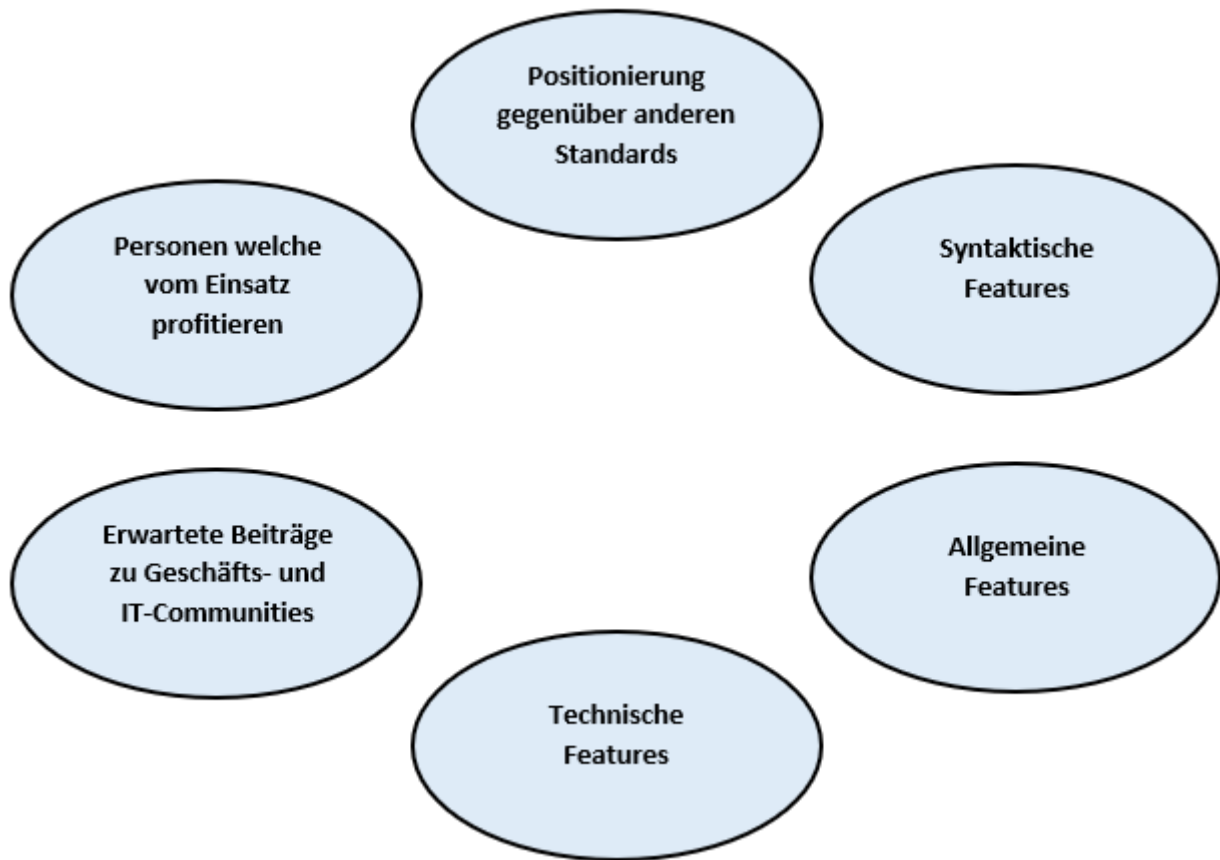 Positionierung
gegenüber anderen
Standards
Personen welche
vom Einsatz
profitieren
Syntaktische
Features
Erwartete Beiträge
zu Geschäfts- und
IT-Communities
Allgemeine
Features
Technische
Features